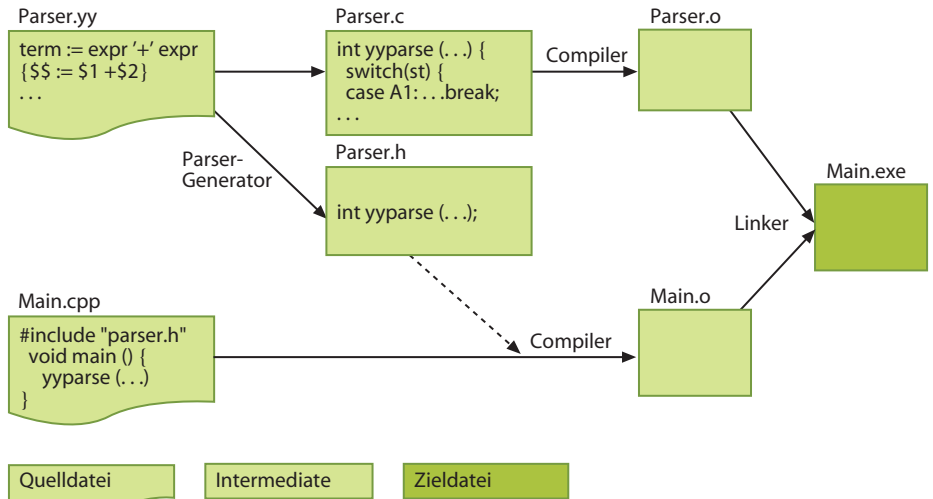 Parser.yy
term := expr '+' expr
{$$ := $1 +$2}
. . .
Parser.c
int yyparse (. . .) {
switch(st) {
case A1: . . .break;
. . .
Compiler
Parser.o
Parser-
Generator
Parser.h
int yyparse (. . .);
Main.exe
Linker
Main.cpp
#include "parser.h"
void main () {
yyparse (. . .)
}
Compiler
Main.o
Quelldatei
Intermediate
Zieldatei